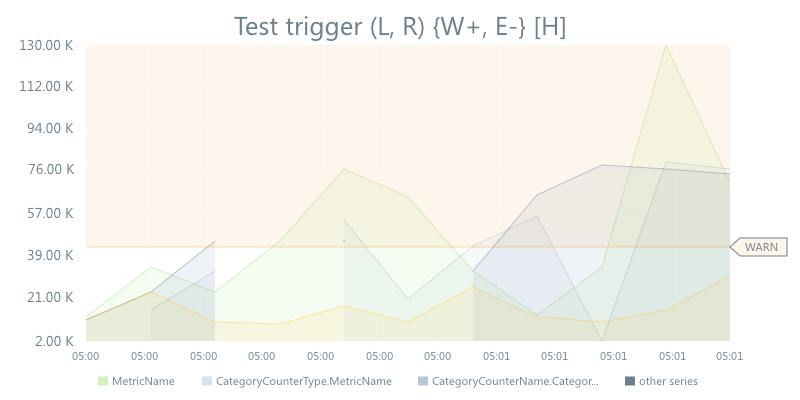 Test trigger (L, R) {W+, E-} [H]
130.00 K
112.00 K
94.00 K
76.00 K
57.00 K
39.00 K
21.00 K
2.00 K
WARN
05:00 05:00 05:00 05:00 05:00 05:00 05:00 05:01 05:01 05:01 05:01 05:01
MetricName CategoryCounterType.MetricName CategoryCounterName.Categor... other series